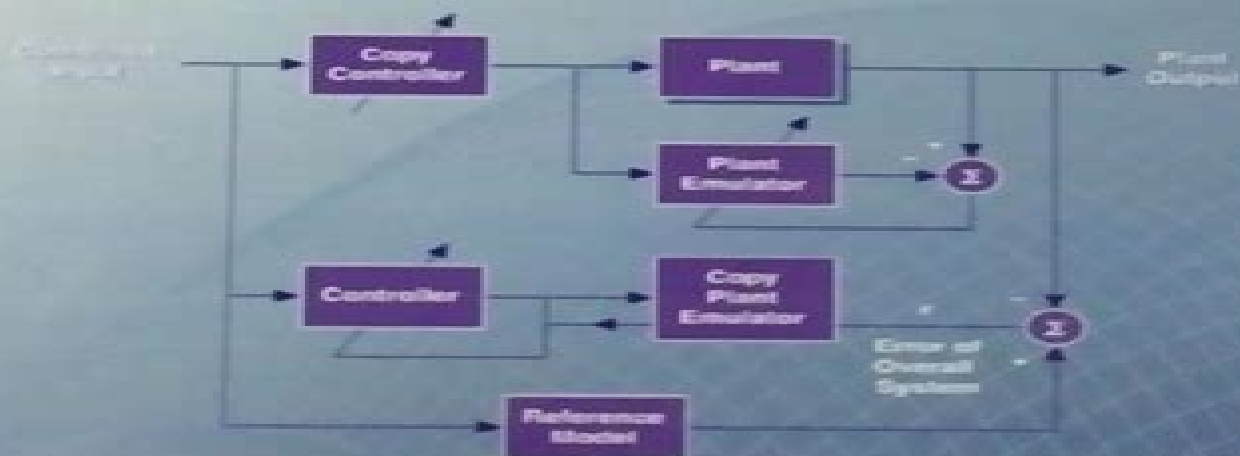 Copy
Controller
Plant
Plant
Output
Plant
Emulator
Σ
Controller
Copy
Plant
Emulator
Σ
Error of
Overall
System
Reference
Model